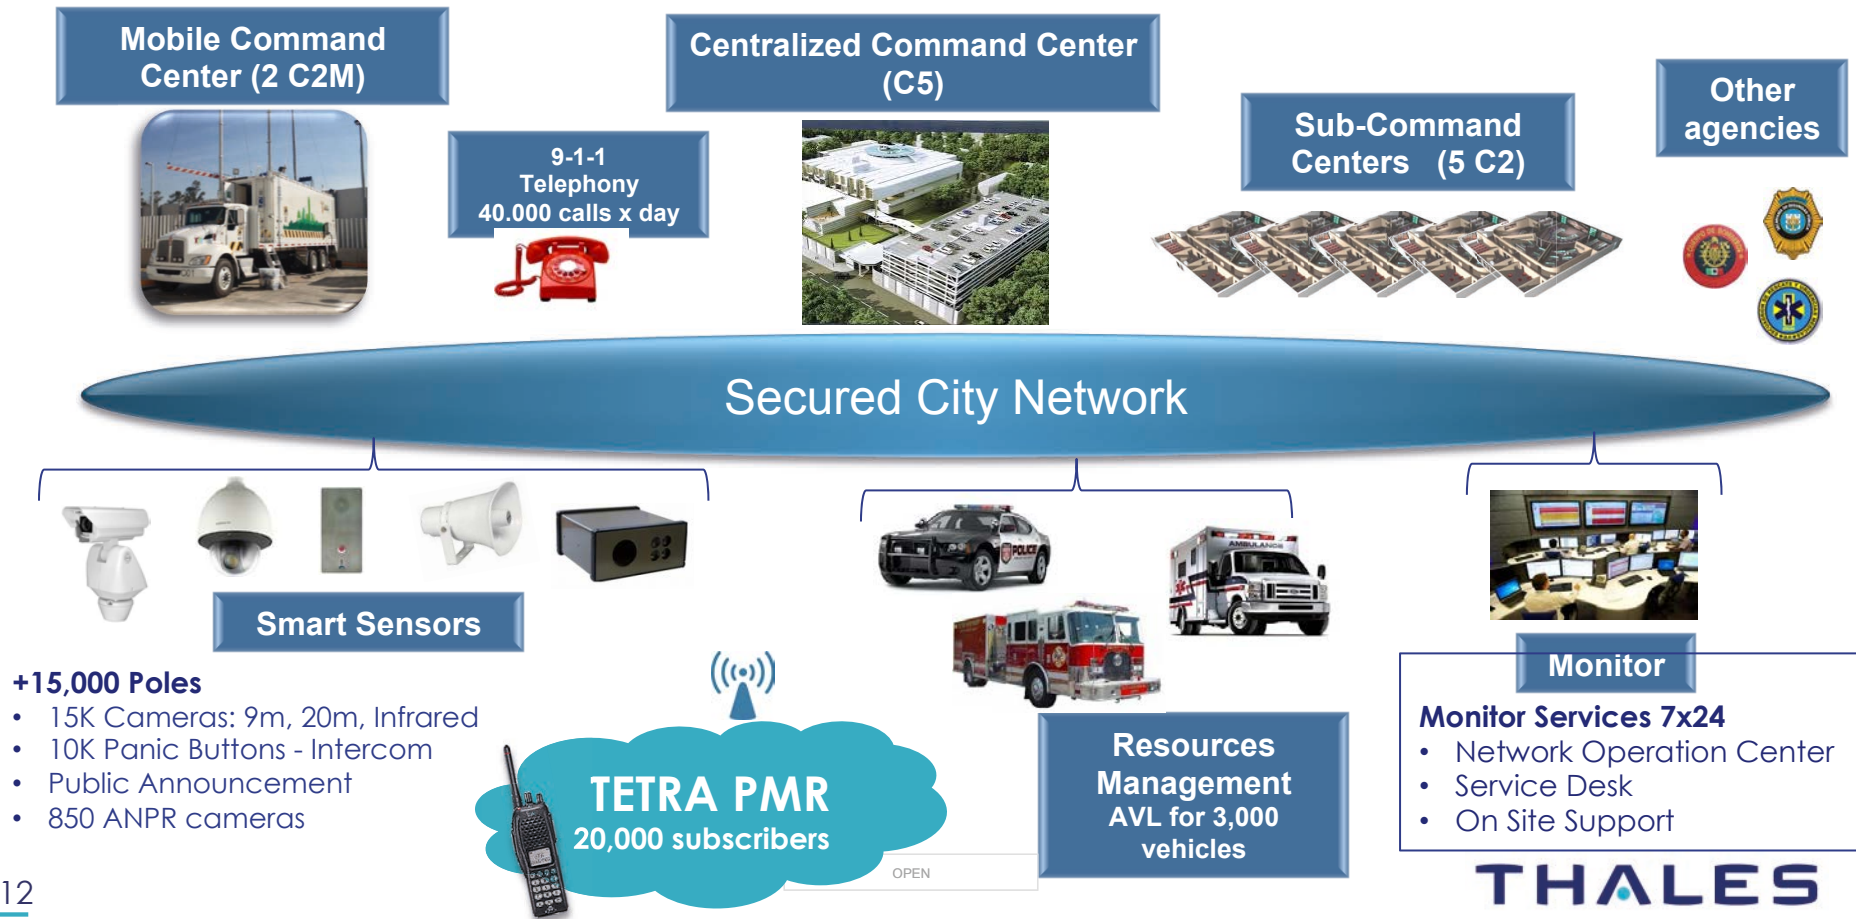 Mobile Command
Center (2 C2M)
Centralized Command Center
(C5)
Other
agencies
Sub-Command
Centers (5 C2)
9-1-1
Telephony
40.000 calls x day
Secured City Network
POLICE
AMBULANCE
Smart Sensors
+15,000 Poles
• 15K Cameras: 9m, 20m, Infrared
• 10K Panic Buttons - Intercom
• Public Announcement
• 850 ANPR cameras
TETRA PMR
20,000 subscribers
Resources
Management
AVL for 3,000
vehicles
Monitor
Monitor Services 7x24
• Network Operation Center
• Service Desk
• On Site Support
OPEN
12
THALES